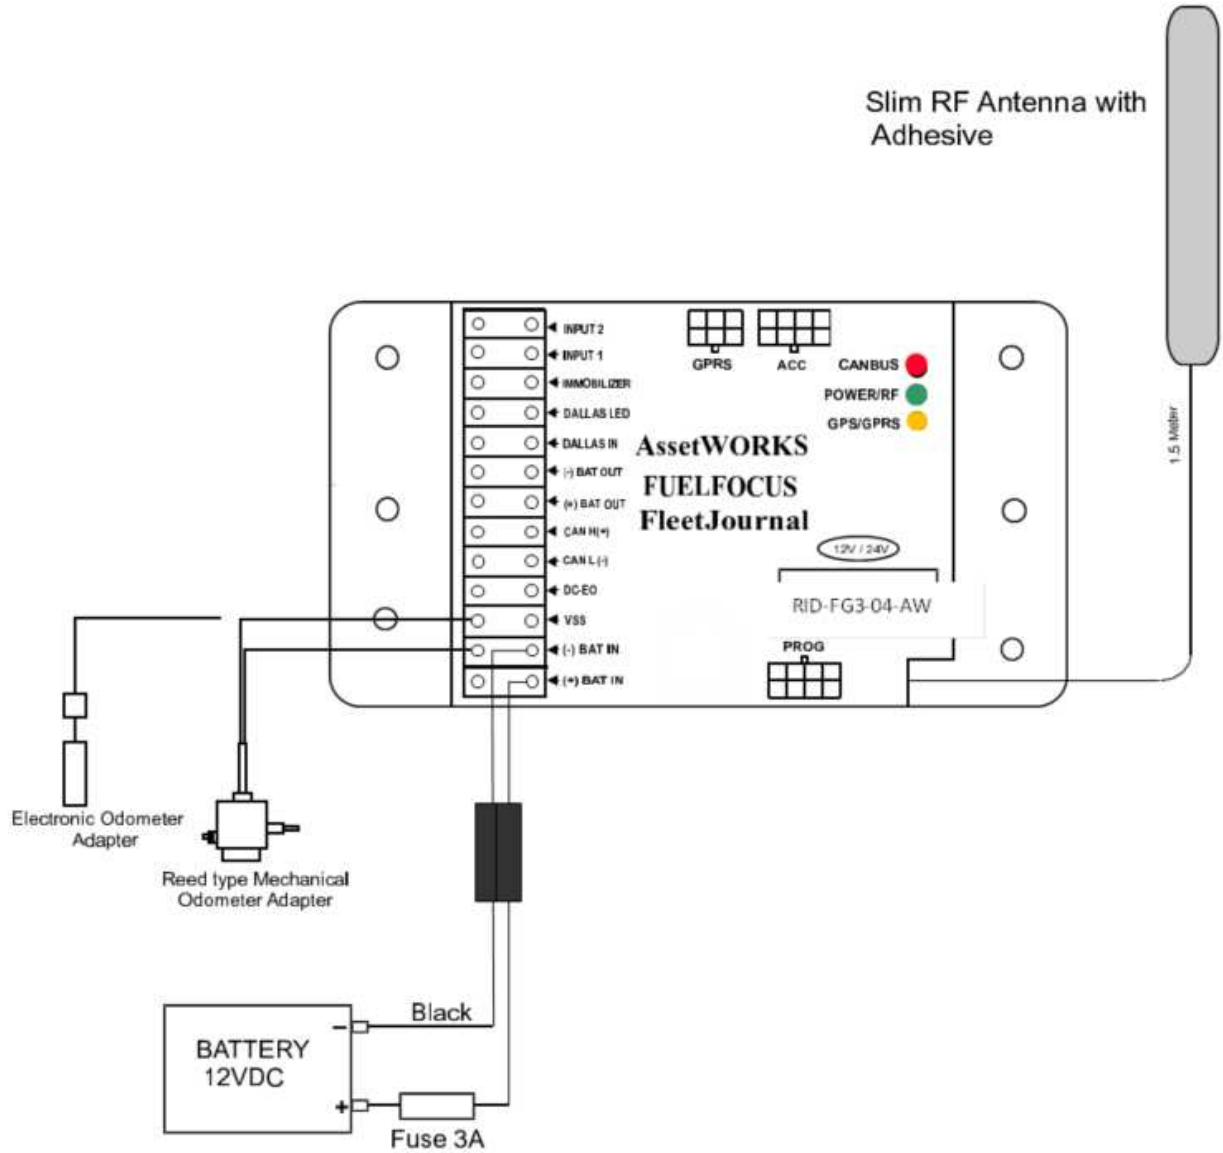 Slim RF Antenna with
Adhesive
1.5 Meter
INPUT 2
INPUT 1
IMMOBILIZER
DALLAS LED
DALLAS IN
(-) BAT OUT
(+) BAT OUT
CAN H(+)
CAN L (-)
DC-EO
VSS
(-) BAT IN
(+) BAT IN
GPRS
ACC
CANBUS
POWER/RF
GPS/GPRS
AssetWORKS
FUELFOCUS
FleetJournal
12V / 24V
RID-FG3-04-AW
PROG
Electronic Odometer
Adapter
Reed type Mechanical
Odometer Adapter
Black
−
BATTERY
12VDC
+
Fuse 3A